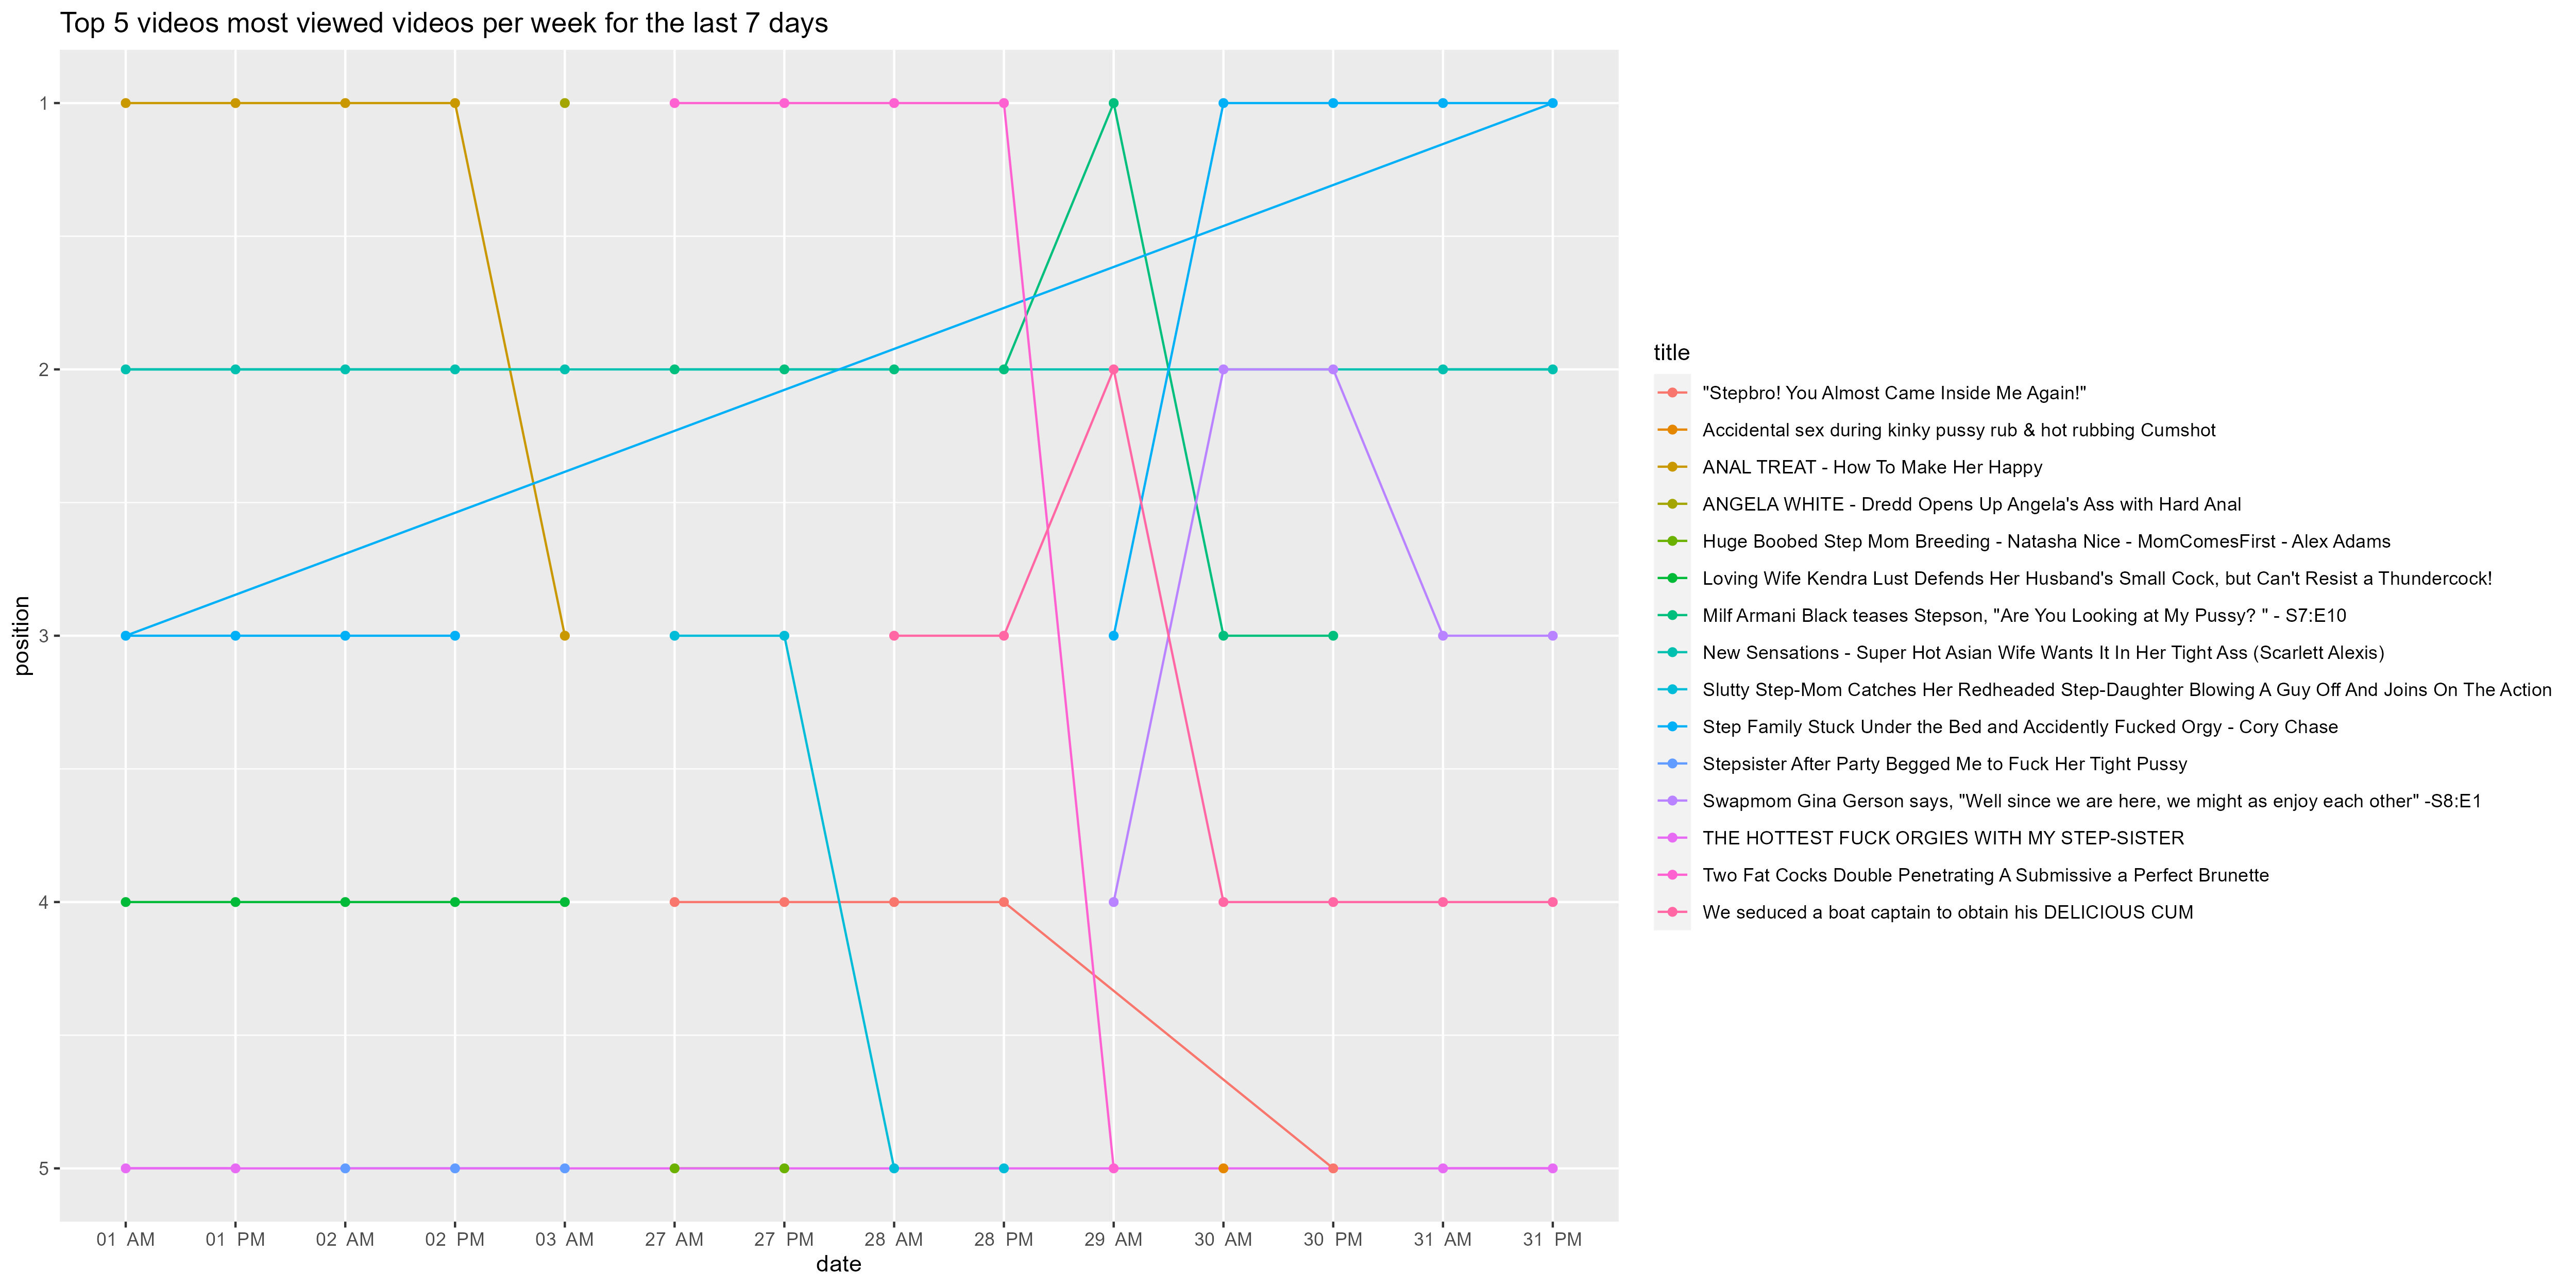 Top 5 videos most viewed videos per week for the last 7 days
position
1
2
3
4
5
01 AM
01 PM
02 AM
02 PM
03 AM
27 AM
27 PM
28 AM
28 PM
29 AM
30 AM
30 PM
31 AM
31 PM
date
title
"Stepbro! You Almost Came Inside Me Again!"
Accidental sex during kinky pussy rub & hot rubbing Cumshot
ANAL TREAT - How To Make Her Happy
ANGELA WHITE - Dredd Opens Up Angela's Ass with Hard Anal
Huge Boobed Step Mom Breeding - Natasha Nice - MomComesFirst - Alex Adams
Loving Wife Kendra Lust Defends Her Husband's Small Cock, but Can't Resist a Thundercock!
Milf Armani Black teases Stepson, "Are You Looking at My Pussy? " - S7:E10
New Sensations - Super Hot Asian Wife Wants It In Her Tight Ass (Scarlett Alexis)
Slutty Step-Mom Catches Her Redheaded Step-Daughter Blowing A Guy Off And Joins On The Action
Step Family Stuck Under the Bed and Accidently Fucked Orgy - Cory Chase
Stepsister After Party Begged Me to Fuck Her Tight Pussy
Swapmom Gina Gerson says, "Well since we are here, we might as enjoy each other" -S8:E1
THE HOTTEST FUCK ORGIES WITH MY STEP-SISTER
Two Fat Cocks Double Penetrating A Submissive a Perfect Brunette
We seduced a boat captain to obtain his DELICIOUS CUM